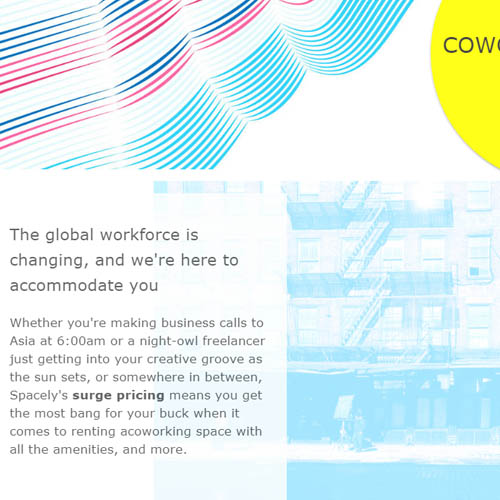 COWO
The global workforce is
changing, and we're here to
accommodate you
Whether you're making business calls to
Asia at 6:00am or a night-owl freelancer
just getting into your creative groove as
the sun sets, or somewhere in between,
Spacely's surge pricing means you get
the most bang for your buck when it
comes to renting acoworking space with
all the amenities, and more.